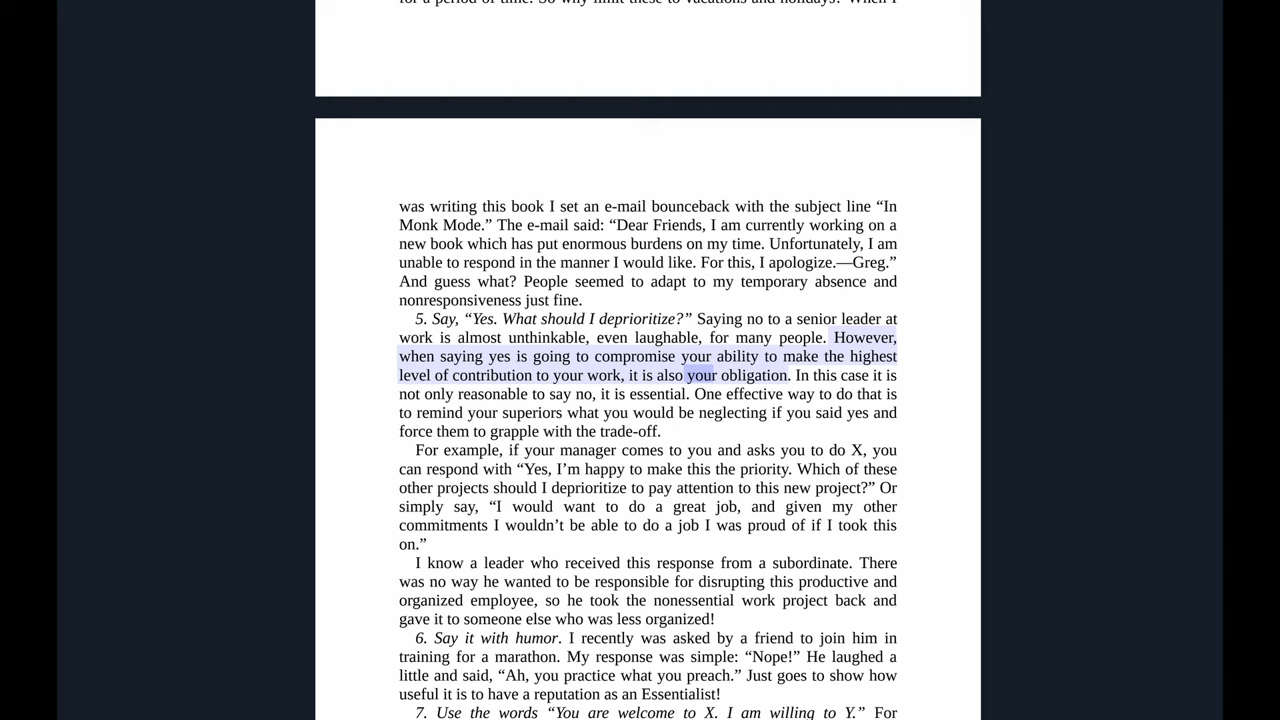 for a period of time. So why limit these to vacations and holidays? When I
was writing this book I set an e-mail bounceback with the subject line “In
Monk Mode.” The e-mail said: “Dear Friends, I am currently working on a
new book which has put enormous burdens on my time. Unfortunately, I am
unable to respond in the manner I would like. For this, I apologize.—Greg.”
And guess what? People seemed to adapt to my temporary absence and
nonresponsiveness just fine.
5. Say, “Yes. What should I deprioritize?” Saying no to a senior leader at
work is almost unthinkable, even laughable, for many people. However,
when saying yes is going to compromise your ability to make the highest
level of contribution to your work, it is also your obligation. In this case it is
not only reasonable to say no, it is essential. One effective way to do that is
to remind your superiors what you would be neglecting if you said yes and
force them to grapple with the trade-off.
For example, if your manager comes to you and asks you to do X, you
can respond with “Yes, I’m happy to make this the priority. Which of these
other projects should I deprioritize to pay attention to this new project?” Or
simply say, “I would want to do a great job, and given my other
commitments I wouldn’t be able to do a job I was proud of if I took this
on.”
I know a leader who received this response from a subordinate. There
was no way he wanted to be responsible for disrupting this productive and
organized employee, so he took the nonessential work project back and
gave it to someone else who was less organized!
6. Say it with humor. I recently was asked by a friend to join him in
training for a marathon. My response was simple: “Nope!” He laughed a
little and said, “Ah, you practice what you preach.” Just goes to show how
useful it is to have a reputation as an Essentialist!
7. Use the words “You are welcome to X. I am willing to Y.” For